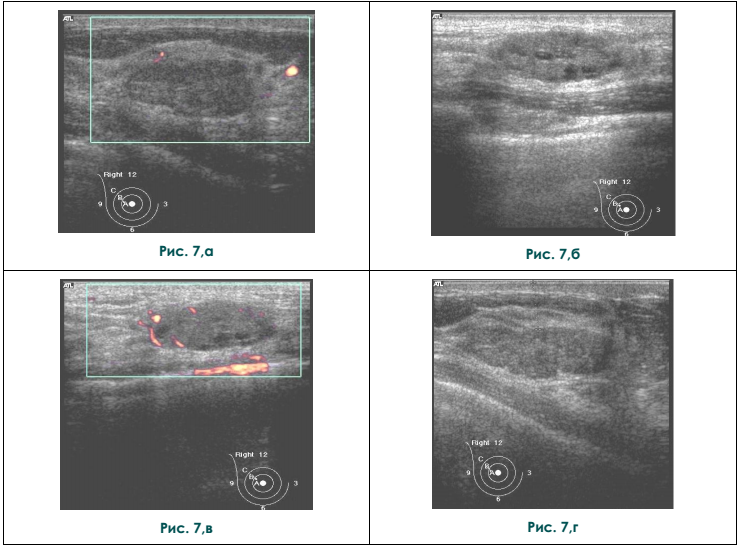 ATL
Right 12
C
B
A
9
3
6
Рис. 7,а
ATL
Right 12
C
B
A
9
3
6
Рис. 7,б
ATL
Right 12
C
B
A
9
3
6
Рис. 7,в
ATL
Right 12
C
B
A
9
3
6
Рис. 7,г